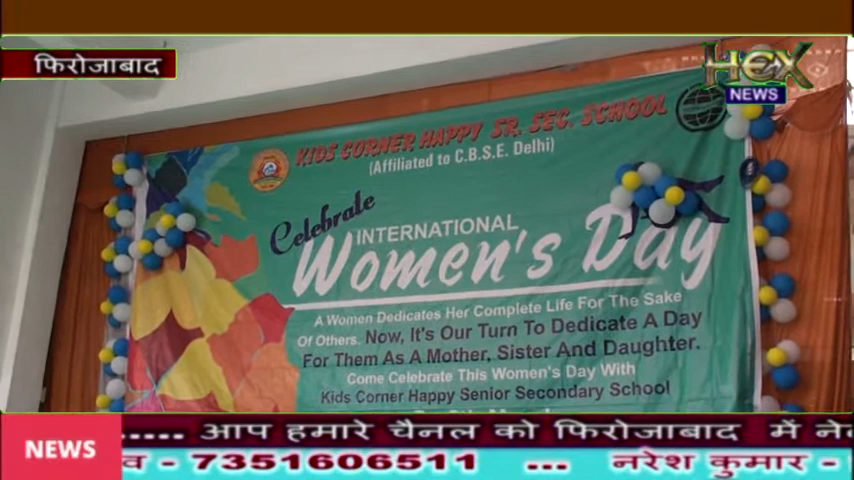 फिरोजाबाद
HEX
NEWS
KIDS CORNER HAPPY SR. SEC. SCHOOL
(Affiliated to C.B.S.E. Delhi)
Celebrate
INTERNATIONAL
Women's Day
A Women Dedicates Her Complete Life For The Sake
Of Others. Now, It's Our Turn To Dedicate A Day
For Them As A Mother, Sister And Daughter.
Come Celebrate This Women's Day With
Kids Corner Happy Senior Secondary School
NEWS
..... आप हमारे चैनल को फिरोजाबाद में
- 7351606511 ... नरेश कुमार -